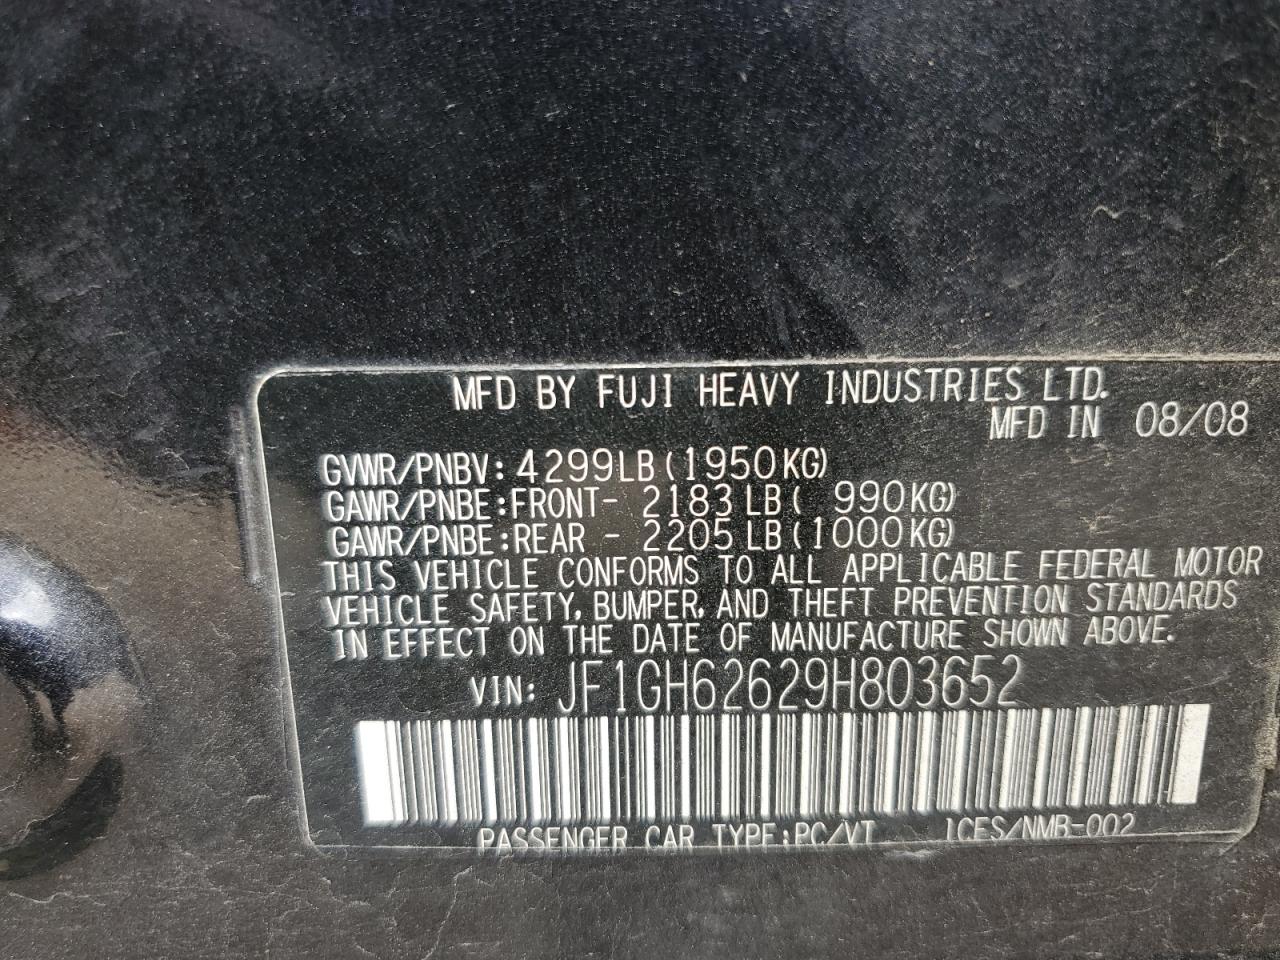 MFD BY FUJI HEAVY INDUSTRIES LTD.
MFD IN 08/08
GVWR/PNBV: 4299LB (1950KG)
GAWR/PNBE:FRONT- 2183LB ( 990KG)
GAWR/PNBE:REAR - 2205LB (1000KG)
THIS VEHICLE CONFORMS TO ALL APPLICABLE FEDERAL MOTOR
VEHICLE SAFETY, BUMPER, AND THEFT PREVENTION STANDARDS
IN EFFECT ON THE DATE OF MANUFACTURE SHOWN ABOVE.
VIN: JF1GH62629H803652
PASSENGER CAR TYPE:PC/VT ICES/NMB-002